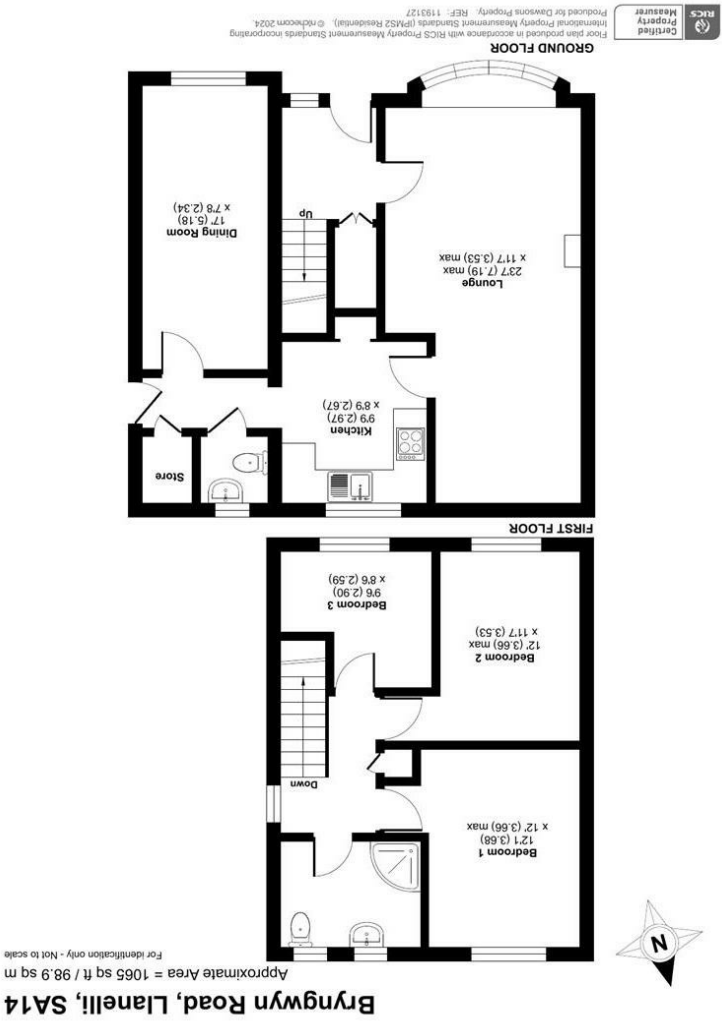 Bryngwyn Road, Llanelli, SA14
Approximate Area = 1065 sq ft / 98.9 sq m
For identification only - Not to scale
N
Bedroom 1
12'1 (3.68)
x 12' (3.66) max
Down
Bedroom 2
12' (3.66) max
x 11'7 (3.53)
Bedroom 3
9'6 (2.90)
x 8'6 (2.59)
FIRST FLOOR
Store
Kitchen
9'9 (2.97)
x 8'9 (2.67)
Lounge
23'7 (7.19) max
x 11'7 (3.53) max
Up
Dining Room
17' (5.18)
x 7'8 (2.34)
GROUND FLOOR
RICS
Certified
Property
Measurer
Floor plan produced in accordance with RICS Property Measurement Standards incorporating
International Property Measurement Standards (IPMS2 Residential). © nichecom 2024.
Produced for Dawsons Property. REF: 1193127